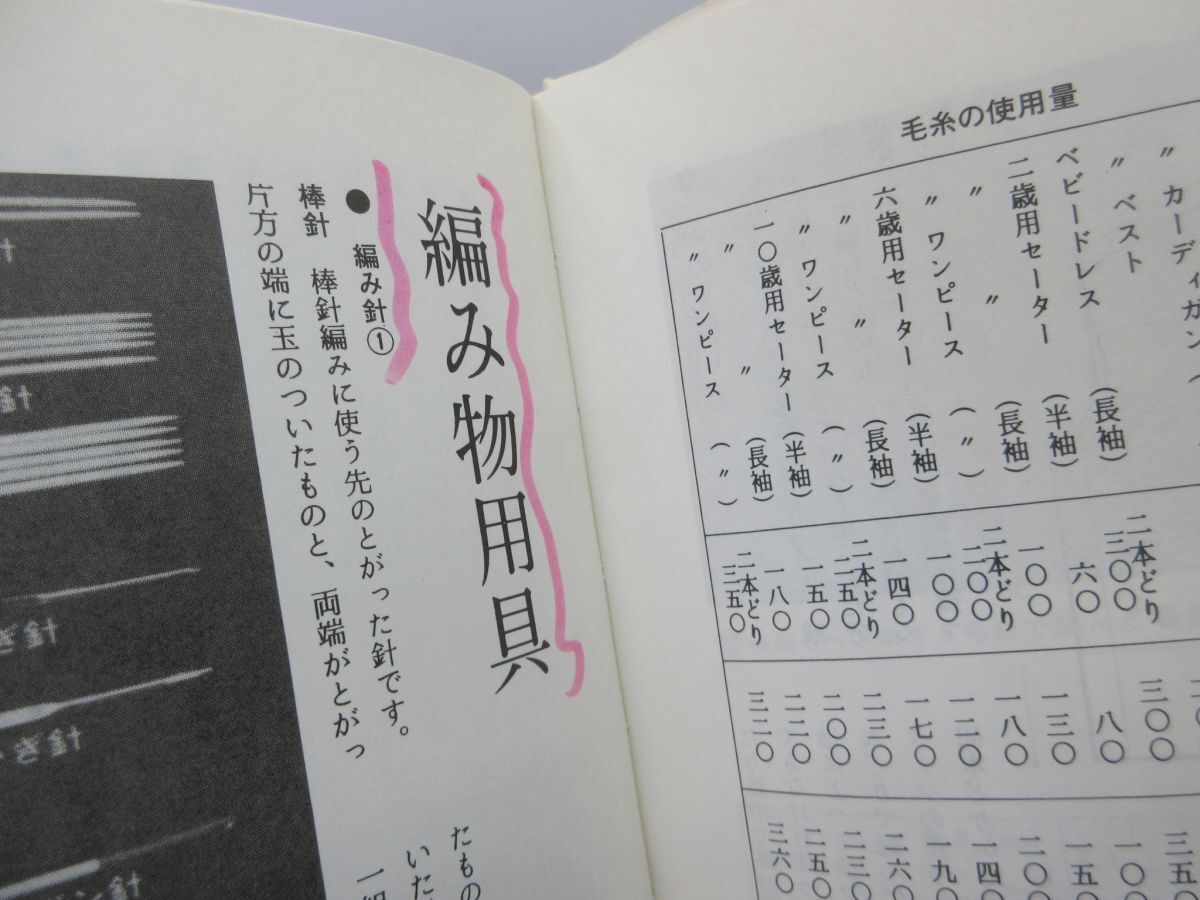 毛糸の使用量
〃 カーディガン（
〃 ベスト
ベビードレス （長袖）
二歳用セーター （半袖）
〃 〃 （長袖）
〃 ワンピース （〃）
六歳用セーター （半袖）
〃 〃 （長袖）
〃 ワンピース （〃）
一〇歳用セーター （半袖）
〃 〃 （長袖）
〃 ワンピース （〃）
二本どり
三〇〇
六〇
一〇〇
二本どり
二〇〇
一〇〇
一四〇
二本どり
二五〇
一五〇
一八〇
二本どり
三五〇
三〇〇
八〇
一三〇
一八〇
一二〇
一七〇
二三〇
二〇〇
二二〇
三二〇
三五
一〇〇
一五〇
二〇〇
一四〇
一九〇
二六〇
二三〇
二五〇
三六〇
編み物用具
● 編み針①
棒針 棒針編みに使う先のとがった針です。
片方の端に玉のついたものと、両端がとがっ
たもの
いた